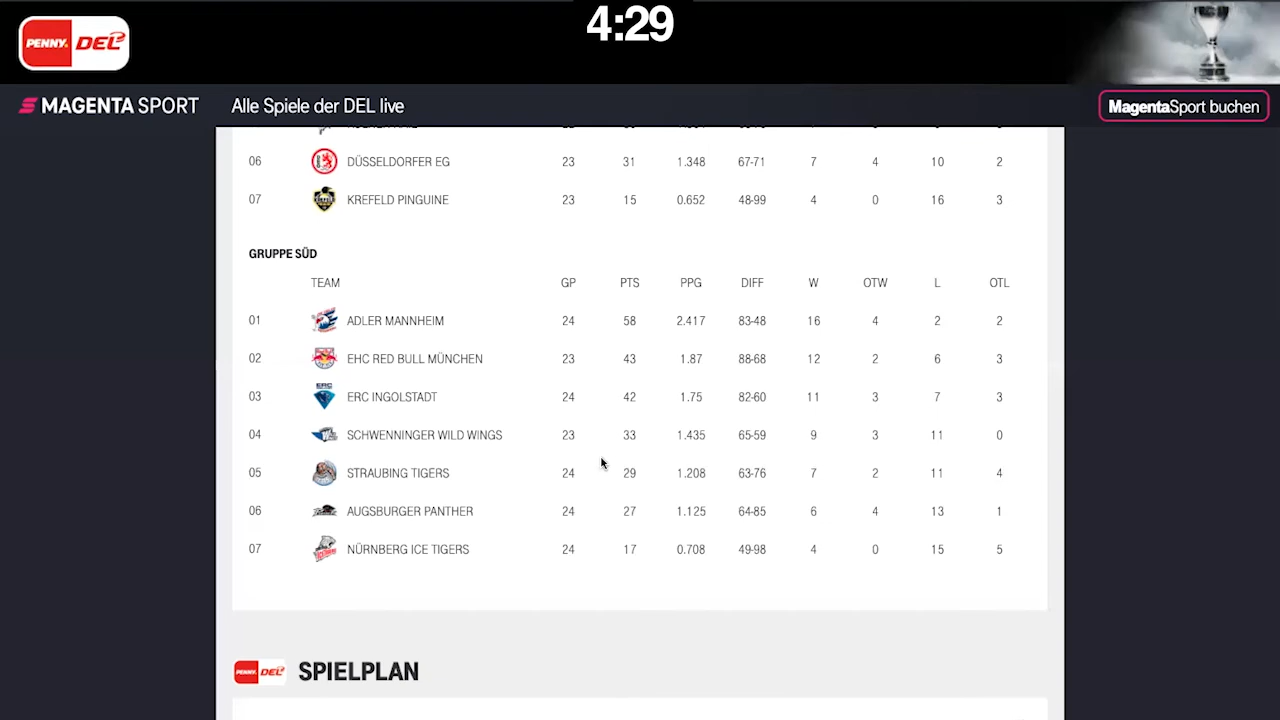 4:29
PENNY. DEL²
MAGENTA SPORT Alle Spiele der DEL live MagentaSport buchen
06 DÜSSELDORFER EG 23 31 1.348 67-71 7 4 10 2
07 KREFELD PINGUINE 23 15 0.652 48-99 4 0 16 3
GRUPPE SÜD
TEAM GP PTS PPG DIFF W OTW L OTL
01 ADLER MANNHEIM 24 58 2.417 83-48 16 4 2 2
02 EHC RED BULL MÜNCHEN 23 43 1.87 88-68 12 2 6 3
03 ERC INGOLSTADT 24 42 1.75 82-60 11 3 7 3
04 SCHWENNINGER WILD WINGS 23 33 1.435 65-59 9 3 11 0
05 STRAUBING TIGERS 24 29 1.208 63-76 7 2 11 4
06 AUGSBURGER PANTHER 24 27 1.125 64-85 6 4 13 1
07 NÜRNBERG ICE TIGERS 24 17 0.708 49-98 4 0 15 5
PENNY. DEL² SPIELPLAN